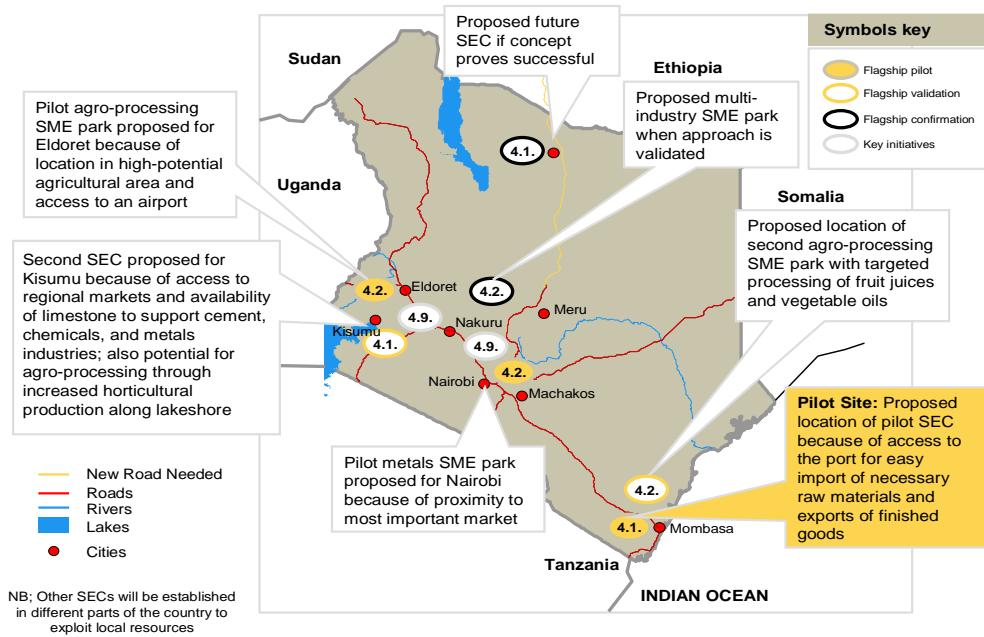 Proposed future
SEC if concept
proves successful
Symbols key
Flagship pilot
Flagship validation
Flagship confirmation
Key initiatives
Sudan
Ethiopia
Pilot agro-processing
SME park proposed for
Eldoret because of
location in high-potential
agricultural area and
access to an airport
Proposed multi-
industry SME park
when approach is
validated
4.1.
Uganda
Somalia
Proposed location of
second agro-processing
SME park with targeted
processing of fruit juices
and vegetable oils
Second SEC proposed for
Kisumu because of access to
regional markets and availability
of limestone to support cement,
chemicals, and metals
industries; also potential for
agro-processing through
increased horticultural
production along lakeshore
4.2.
Eldoret
4.2.
4.9.
Meru
Kisumu
Nakuru
4.1.
4.9.
4.2.
Nairobi
Machakos
Pilot Site: Proposed
location of pilot SEC
because of access to
the port for easy
import of necessary
raw materials and
exports of finished
goods
Pilot metals SME park
proposed for Nairobi
because of proximity to
most important market
New Road Needed
Roads
Rivers
Lakes
Cities
4.2.
4.1.
Mombasa
Tanzania
INDIAN OCEAN
NB; Other SECs will be established
in different parts of the country to
exploit local resources